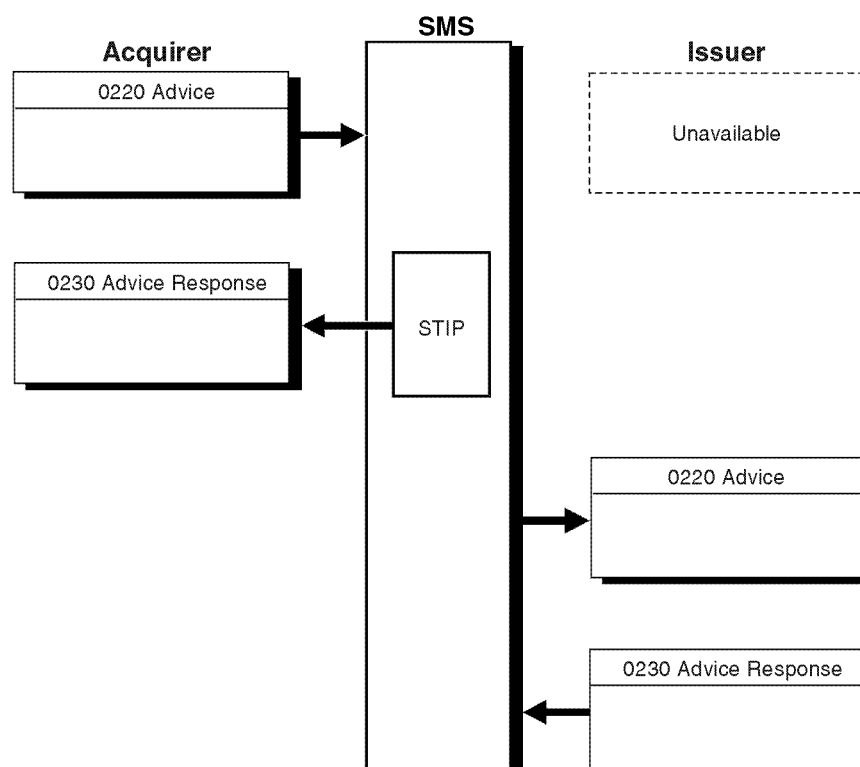 SMS
Acquirer
Issuer
0220 Advice
Unavailable
0230 Advice Response
STIP
0220 Advice
0230 Advice Response